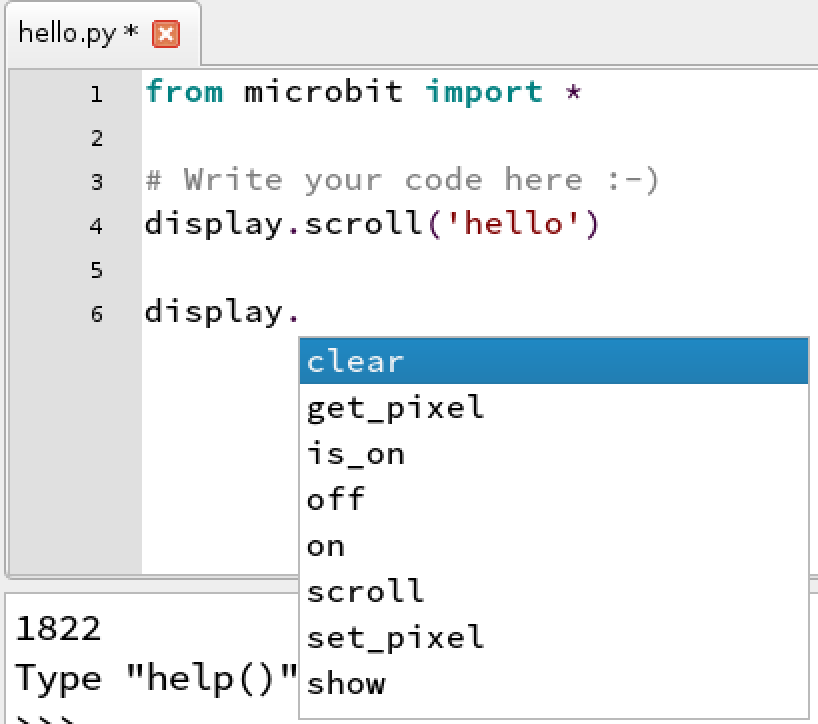 hello.py *
1 from microbit import *
2
3 # Write your code here :-)
4 display.scroll('hello')
5
6 display.
clear
get_pixel
is_on
off
on
scroll
set_pixel
show
1822
Type "help()"
>>>